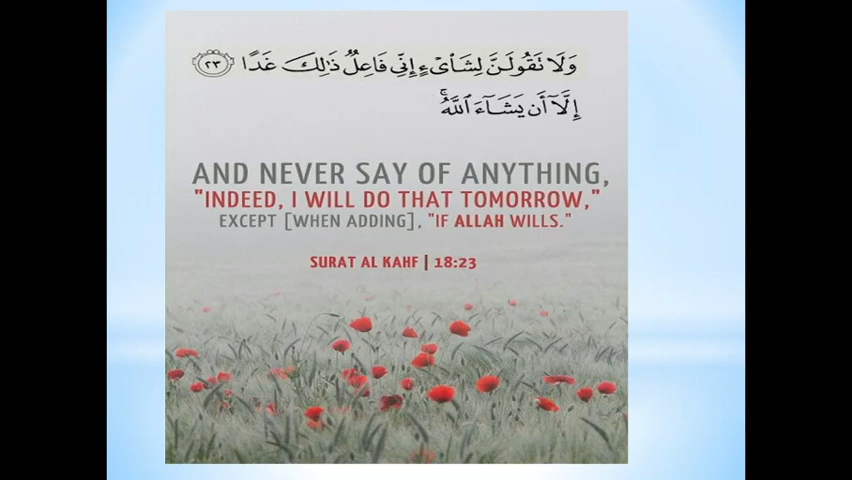 وَلَا تَقُولَنَّ لِشَا۟ىْءٍ إِنِّى فَاعِلٌ ذَٰلِكَ غَدًا ٢٣
إِلَّآ أَن يَشَآءَ ٱللَّهُ ۚ
AND NEVER SAY OF ANYTHING,
"INDEED, I WILL DO THAT TOMORROW,"
EXCEPT [WHEN ADDING], "IF ALLAH WILLS."
SURAT AL KAHF | 18:23